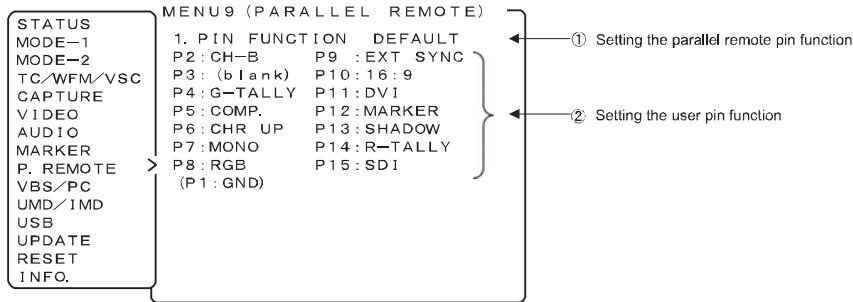 STATUS
MODE−1
MODE−2
TC/WFM/VSC
CAPTURE
VIDEO
AUDIO
MARKER
P. REMOTE >
VBS/PC
UMD/IMD
USB
UPDATE
RESET
INFO.
MENU9 (PARALLEL REMOTE)
1. PIN FUNCTION DEFAULT
P2:CH−B P9 :EXT SYNC
P3: (blank) P10:16:9
P4:G−TALLY P11:DVI
P5:COMP. P12:MARKER
P6:CHR UP P13:SHADOW
P7:MONO P14:R−TALLY
P8:RGB P15:SDI
(P1:GND)
① Setting the parallel remote pin function
② Setting the user pin function